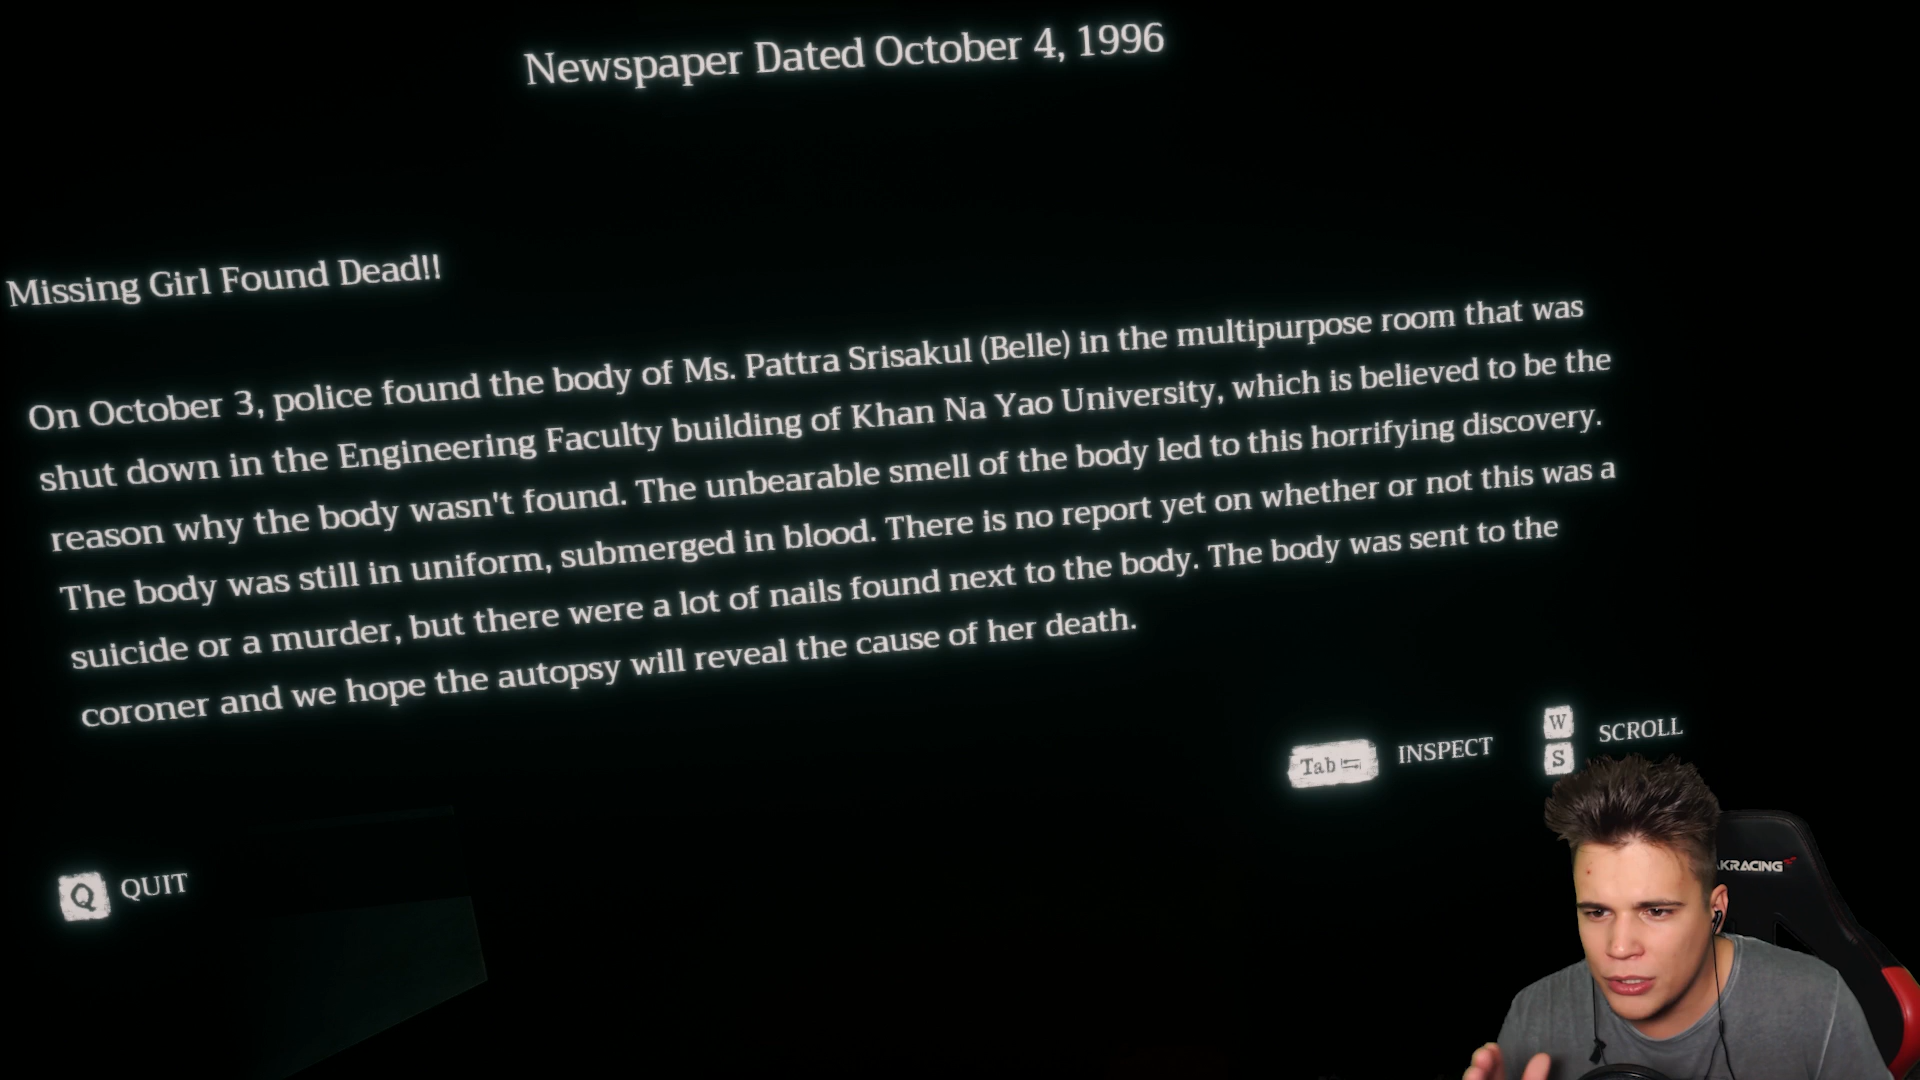 Newspaper Dated October 4, 1996
Missing Girl Found Dead!!
On October 3, police found the body of Ms. Pattra Srisakul (Belle) in the multipurpose room that was
shut down in the Engineering Faculty building of Khan Na Yao University, which is believed to be the
reason why the body wasn't found. The unbearable smell of the body led to this horrifying discovery.
The body was still in uniform, submerged in blood. There is no report yet on whether or not this was a
suicide or a murder, but there were a lot of nails found next to the body. The body was sent to the
coroner and we hope the autopsy will reveal the cause of her death.
Tab INSPECT
W
S
SCROLL
Q QUIT
AKRACING